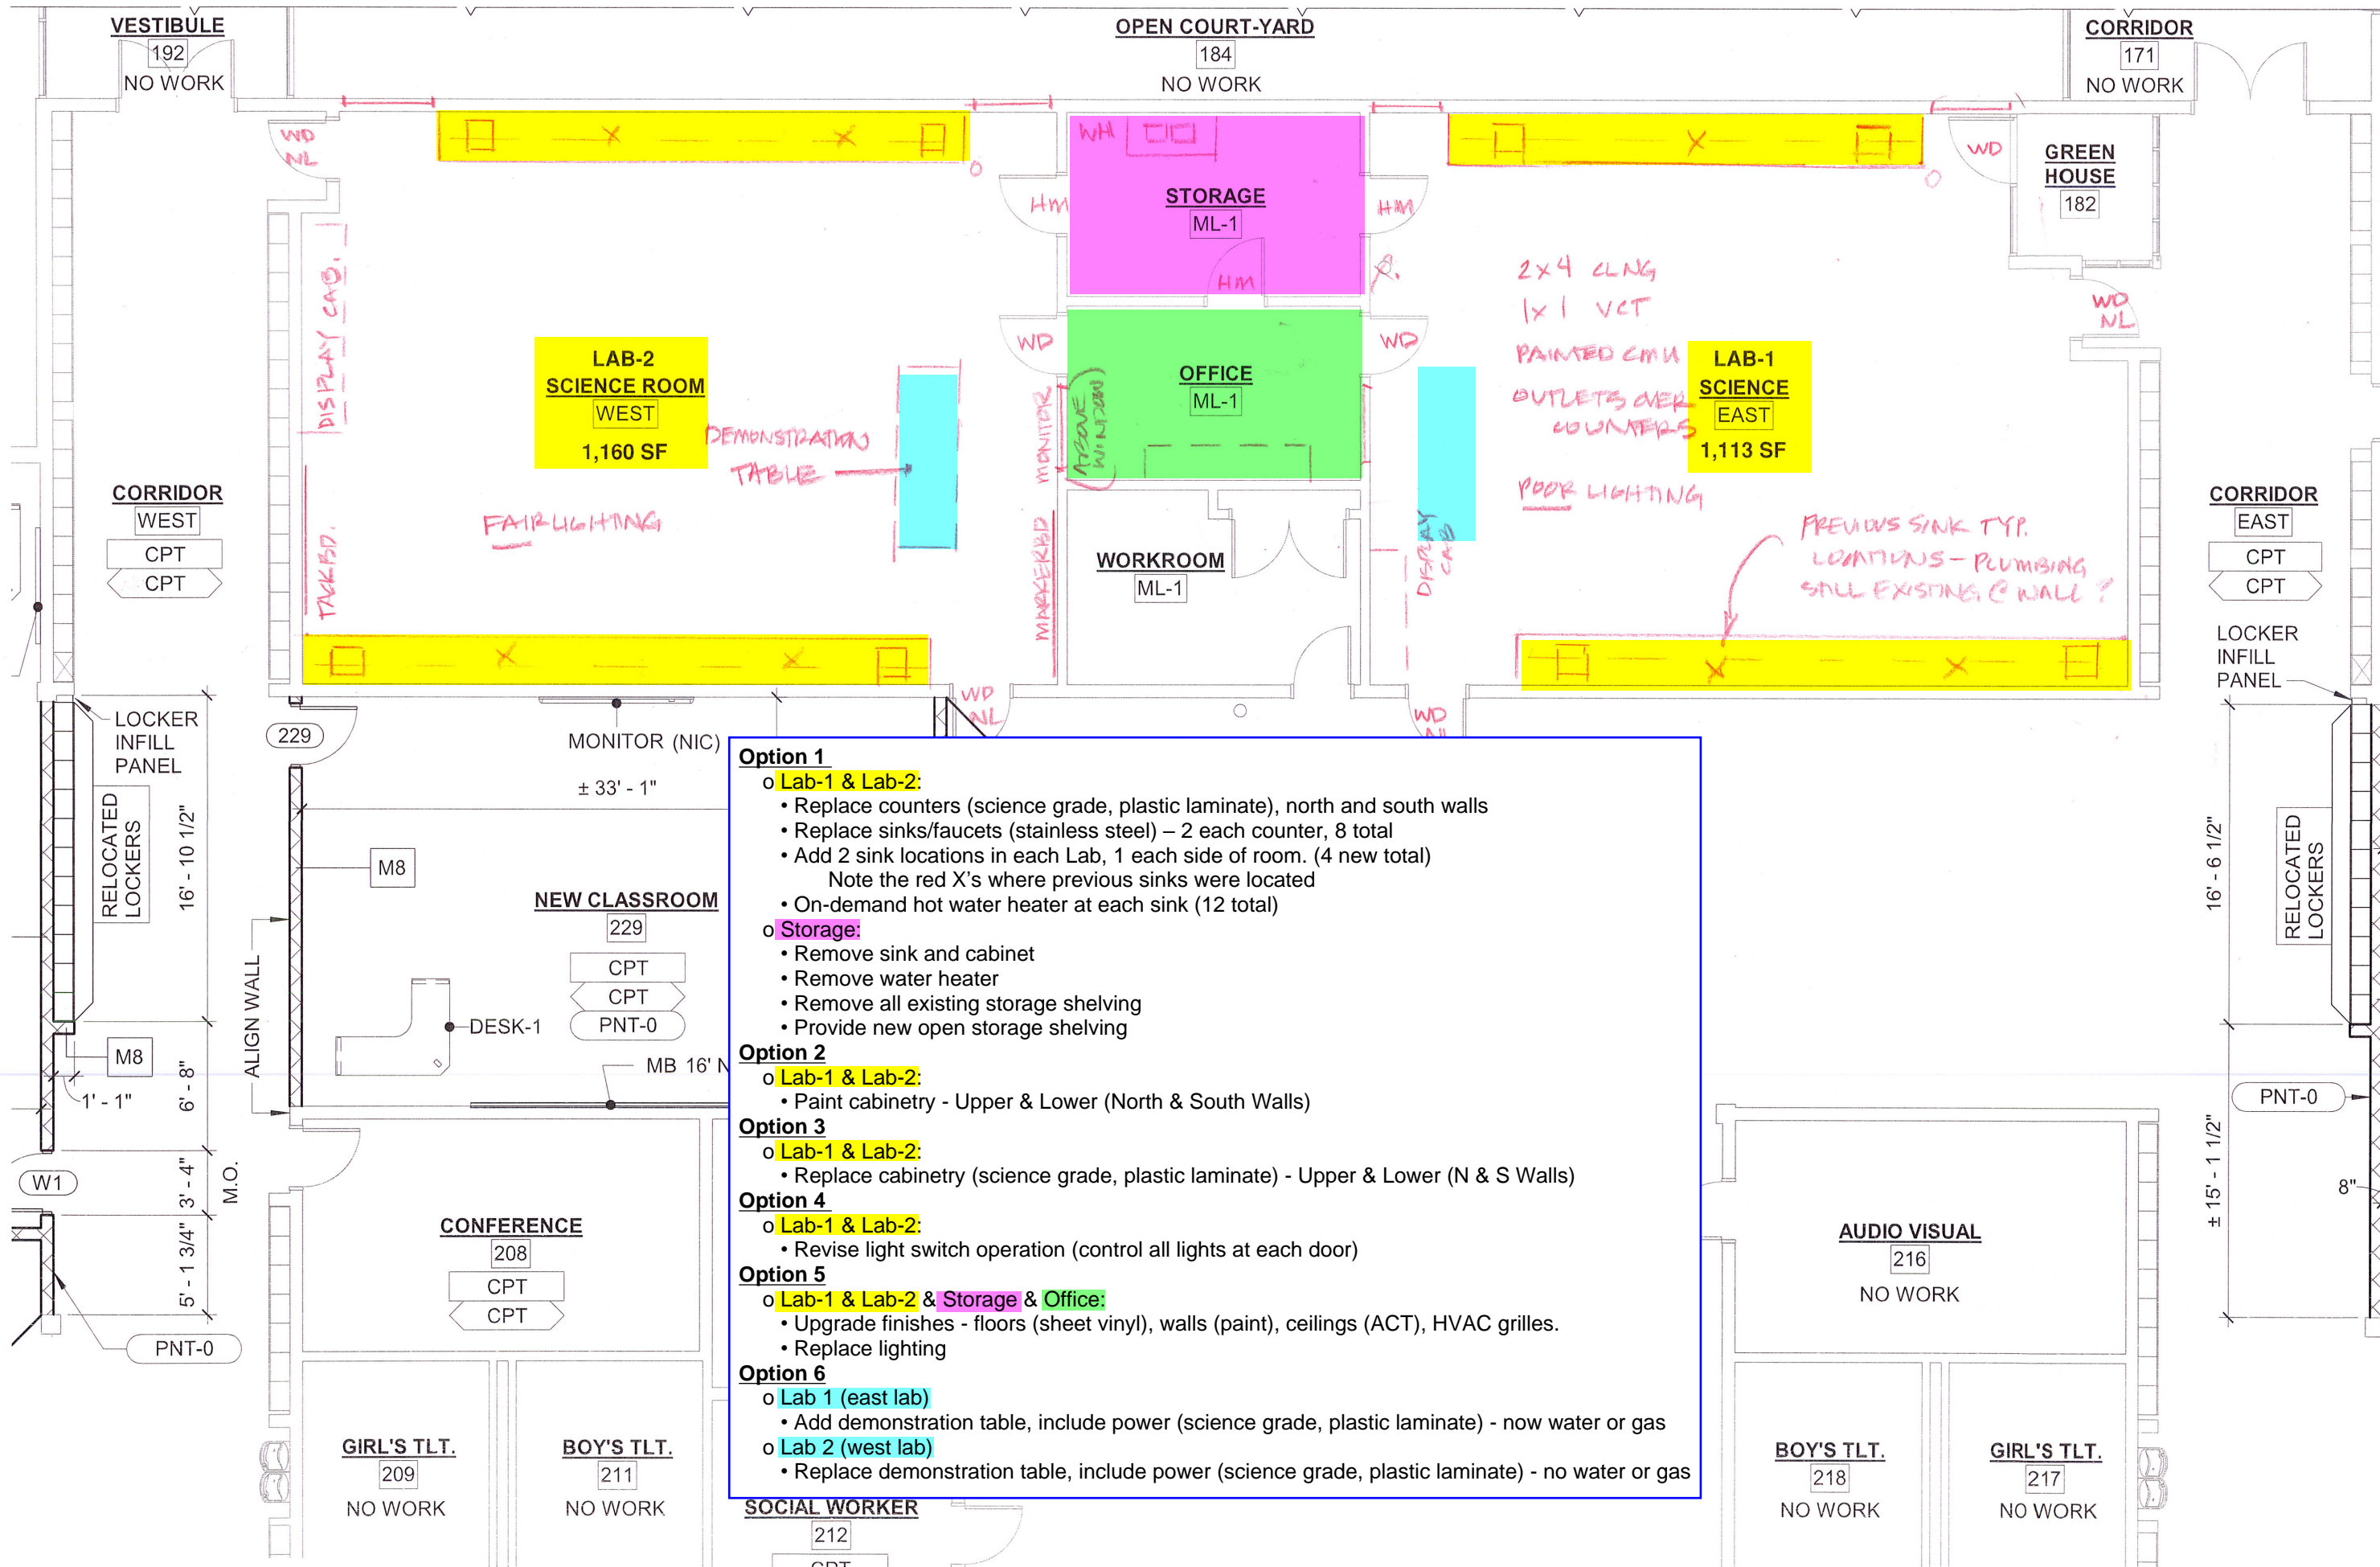 VESTIBULE
192
NO WORK
OPEN COURT-YARD
184
NO WORK
CORRIDOR
171
NO WORK
WD
NL
WH
STORAGE
ML-1
HM
HM
HM
WD
GREEN
HOUSE
182
WD
NL
DISPLAY CAB.
LAB-2
SCIENCE ROOM
WEST
1,160 SF
DEMONSTRATION
TABLE
FAIR LIGHTING
TACKBD.
WD
WD
MONITOR
(ABOVE
WINDOW)
MARKERBD
OFFICE
ML-1
WORKROOM
ML-1
DISPLAY
CAB
2x4 CLNG
1x1 VCT
PAINTED CMU
OUTLETS OVER
COUNTERS
POOR LIGHTING
LAB-1
SCIENCE
EAST
1,113 SF
PREVIOUS SINK TYP.
LOCATIONS - PLUMBING
STILL EXISTING @ WALL ?
CORRIDOR
WEST
CPT
CPT
CORRIDOR
EAST
CPT
CPT
LOCKER
INFILL
PANEL
LOCKER
INFILL
PANEL
WD
NL
WD
NL
229
MONITOR (NIC)
± 33' - 1"
RELOCATED
LOCKERS
16' - 10 1/2"
M8
ALIGN WALL
NEW CLASSROOM
229
CPT
CPT
PNT-0
DESK-1
MB 16' N
M8
1' - 1"
6' - 8"
3' - 4"
M.O.
W1
5' - 1 3/4"
PNT-0
CONFERENCE
208
CPT
CPT
GIRL'S TLT.
209
NO WORK
BOY'S TLT.
211
NO WORK
SOCIAL WORKER
212
CPT
Option 1
o Lab-1 & Lab-2:
• Replace counters (science grade, plastic laminate), north and south walls
• Replace sinks/faucets (stainless steel) – 2 each counter, 8 total
• Add 2 sink locations in each Lab, 1 each side of room. (4 new total)
Note the red X's where previous sinks were located
• On-demand hot water heater at each sink (12 total)
o Storage:
• Remove sink and cabinet
• Remove water heater
• Remove all existing storage shelving
• Provide new open storage shelving
Option 2
o Lab-1 & Lab-2:
• Paint cabinetry - Upper & Lower (North & South Walls)
Option 3
o Lab-1 & Lab-2:
• Replace cabinetry (science grade, plastic laminate) - Upper & Lower (N & S Walls)
Option 4
o Lab-1 & Lab-2:
• Revise light switch operation (control all lights at each door)
Option 5
o Lab-1 & Lab-2 & Storage & Office:
• Upgrade finishes - floors (sheet vinyl), walls (paint), ceilings (ACT), HVAC grilles.
• Replace lighting
Option 6
o Lab 1 (east lab)
• Add demonstration table, include power (science grade, plastic laminate) - now water or gas
o Lab 2 (west lab)
• Replace demonstration table, include power (science grade, plastic laminate) - no water or gas
16' - 6 1/2"
RELOCATED
LOCKERS
PNT-0
± 15' - 1 1/2"
8"
AUDIO VISUAL
216
NO WORK
BOY'S TLT.
218
NO WORK
GIRL'S TLT.
217
NO WORK